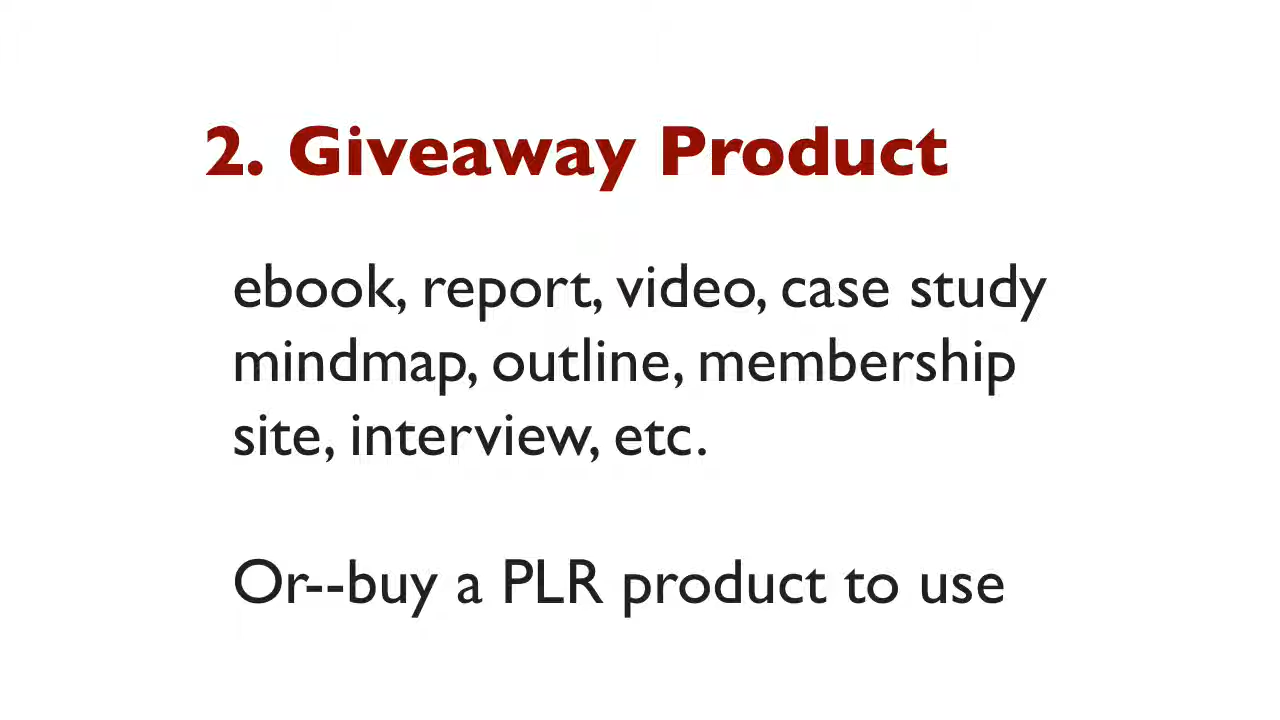 2. Giveaway Product
ebook, report, video, case study
mindmap, outline, membership
site, interview, etc.
Or--buy a PLR product to use